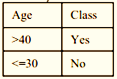 Age Class
>40 Yes
<=30 No